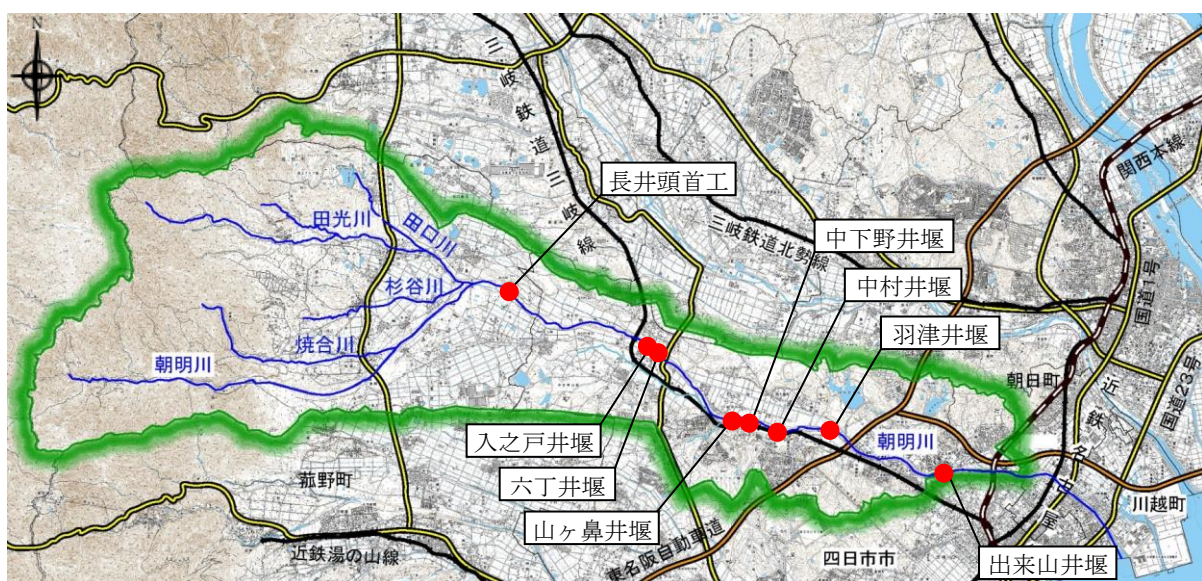 N
三岐鉄道三岐線
関西本線
長井頭首工
田光川
田口川
三岐鉄道北勢線
中下野井堰
国道1号
杉谷川
中村井堰
羽津井堰
焼合川
朝明川
朝日町
近鉄名古屋
国道23号
入之戸井堰
朝明川
六丁井堰
菰野町
川越町
山ヶ鼻井堰
近鉄湯の山線
東名阪自動車道
四日市市
出来山井堰